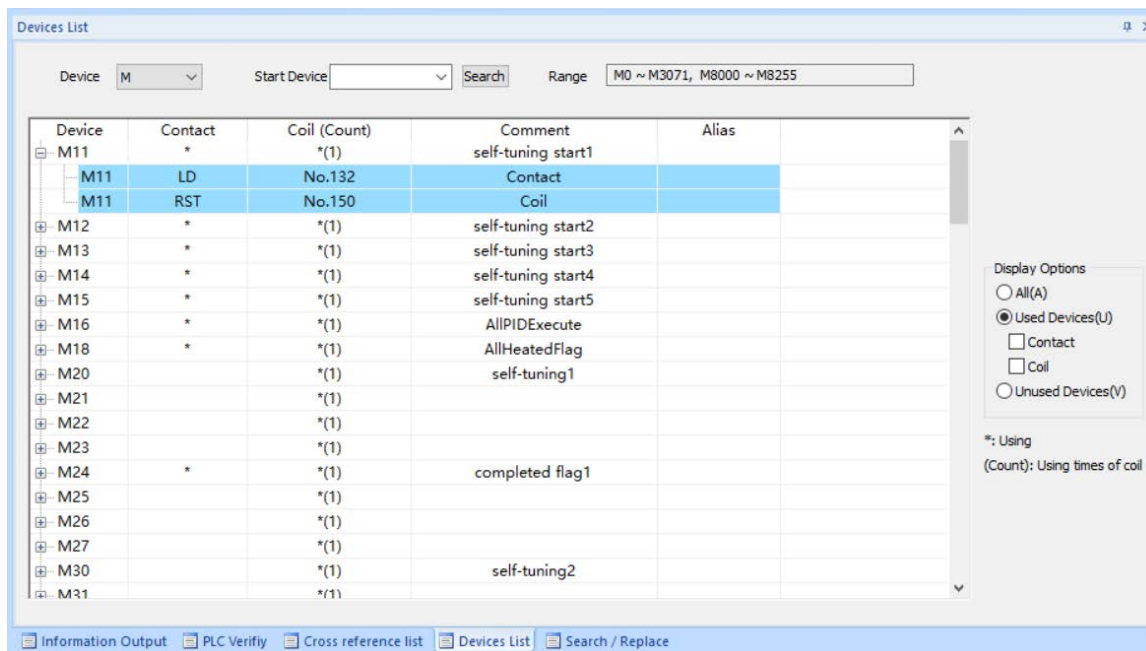 Devices List
Device M Start Device Search Range M0 ~ M3071, M8000 ~ M8255
Device Contact Coil (Count) Comment Alias
M11 * *(1) self-tuning start1
M11 LD No.132 Contact
M11 RST No.150 Coil
M12 * *(1) self-tuning start2
M13 * *(1) self-tuning start3
M14 * *(1) self-tuning start4
M15 * *(1) self-tuning start5
M16 * *(1) AllPIDExecute
M18 * *(1) AllHeatedFlag
M20 *(1) self-tuning1
M21 *(1)
M22 *(1)
M23 *(1)
M24 * *(1) completed flag1
M25 *(1)
M26 *(1)
M27 *(1)
M30 *(1) self-tuning2
M31 *(1)
Display Options
All(A)
Used Devices(U)
Contact
Coil
Unused Devices(V)
*: Using
(Count): Using times of coil
Information Output PLC Verifiy Cross reference list Devices List Search / Replace